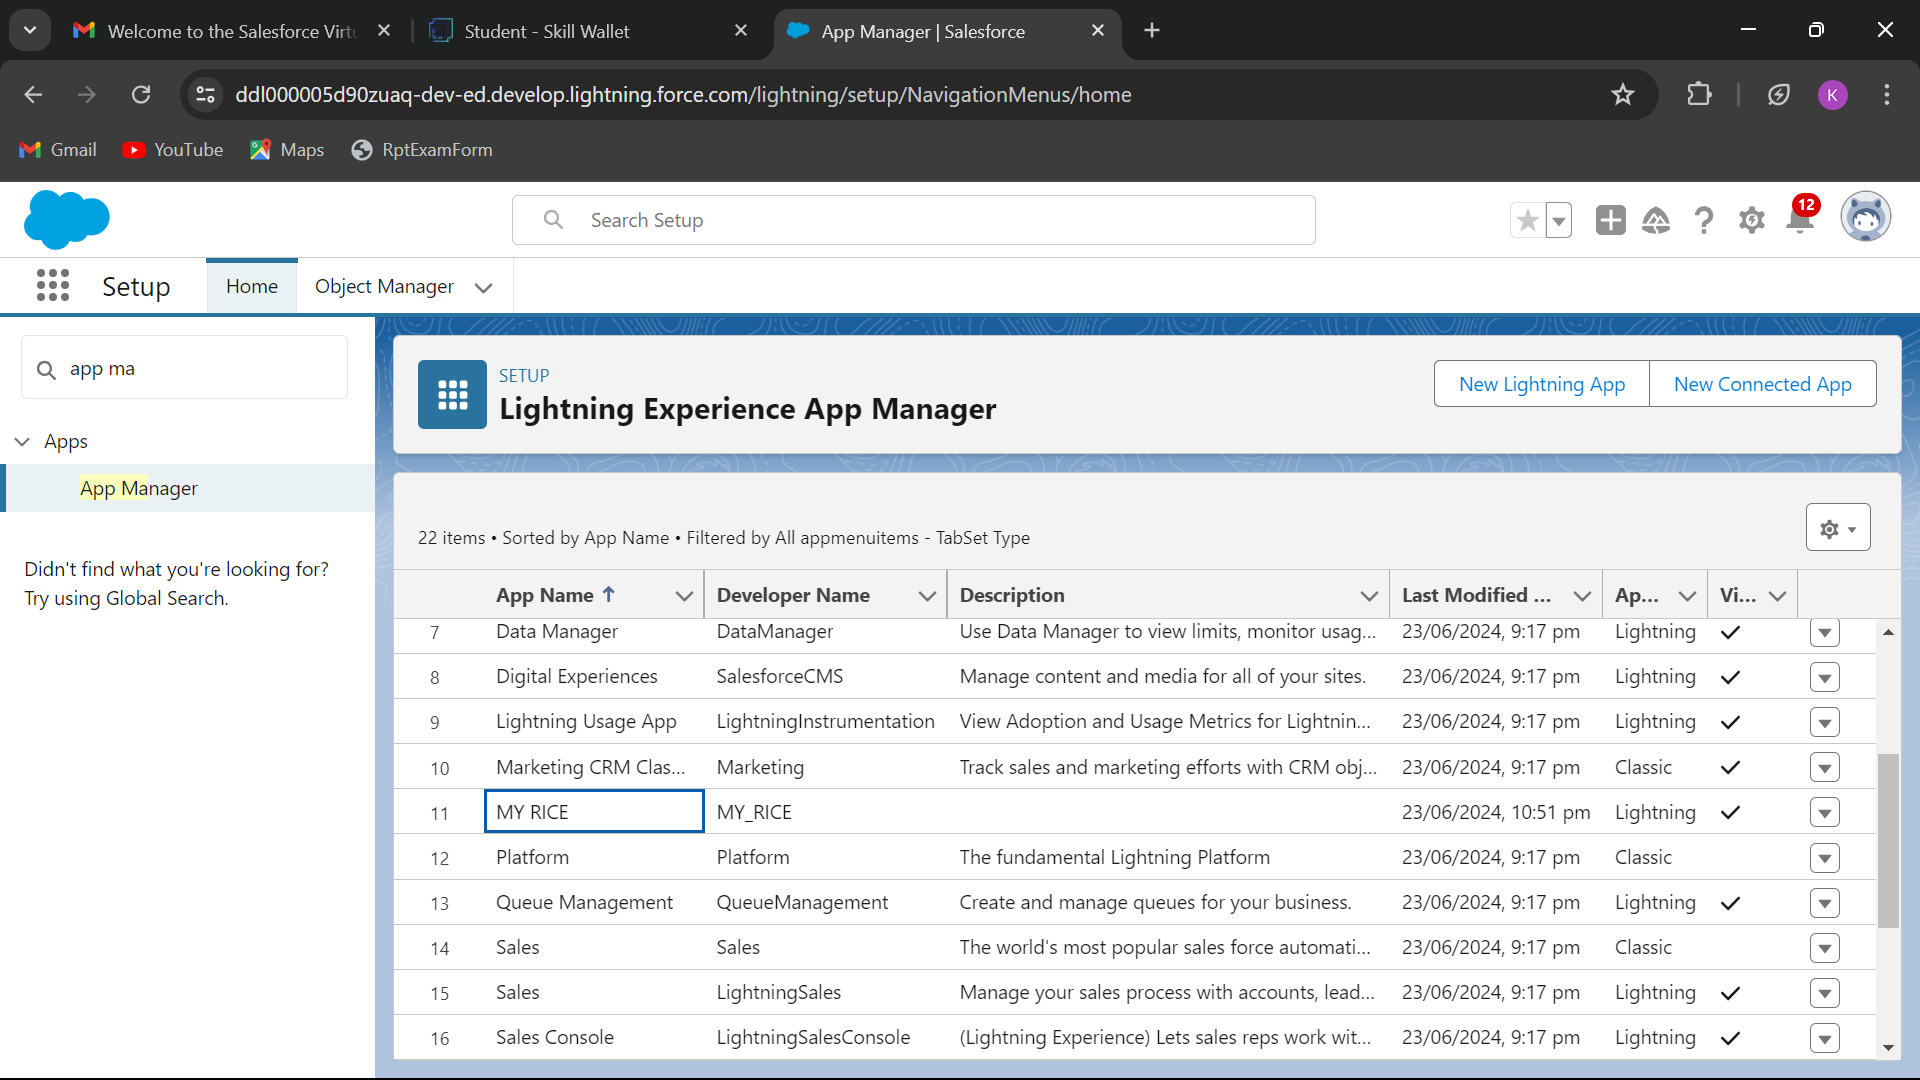 Welcome to the Salesforce Virtu
Student - Skill Wallet
App Manager | Salesforce
ddl000005d90zuaq-dev-ed.develop.lightning.force.com/lightning/setup/NavigationMenus/home
K
Gmail
YouTube
Maps
RptExamForm
Search Setup
12
Setup
Home
Object Manager
app ma
Apps
App Manager
Didn't find what you're looking for?
Try using Global Search.
SETUP
Lightning Experience App Manager
New Lightning App
New Connected App
22 items • Sorted by App Name • Filtered by All appmenuitems - TabSet Type
App Name ↑ Developer Name Description Last Modified ... Ap... Vi...
7 Data Manager DataManager Use Data Manager to view limits, monitor usag... 23/06/2024, 9:17 pm Lightning
8 Digital Experiences SalesforceCMS Manage content and media for all of your sites. 23/06/2024, 9:17 pm Lightning
9 Lightning Usage App LightningInstrumentation View Adoption and Usage Metrics for Lightnin... 23/06/2024, 9:17 pm Lightning
10 Marketing CRM Clas... Marketing Track sales and marketing efforts with CRM obj... 23/06/2024, 9:17 pm Classic
11 MY RICE MY_RICE 23/06/2024, 10:51 pm Lightning
12 Platform Platform The fundamental Lightning Platform 23/06/2024, 9:17 pm Classic
13 Queue Management QueueManagement Create and manage queues for your business. 23/06/2024, 9:17 pm Lightning
14 Sales Sales The world's most popular sales force automati... 23/06/2024, 9:17 pm Classic
15 Sales LightningSales Manage your sales process with accounts, lead... 23/06/2024, 9:17 pm Lightning
16 Sales Console LightningSalesConsole (Lightning Experience) Lets sales reps work wit... 23/06/2024, 9:17 pm Lightning